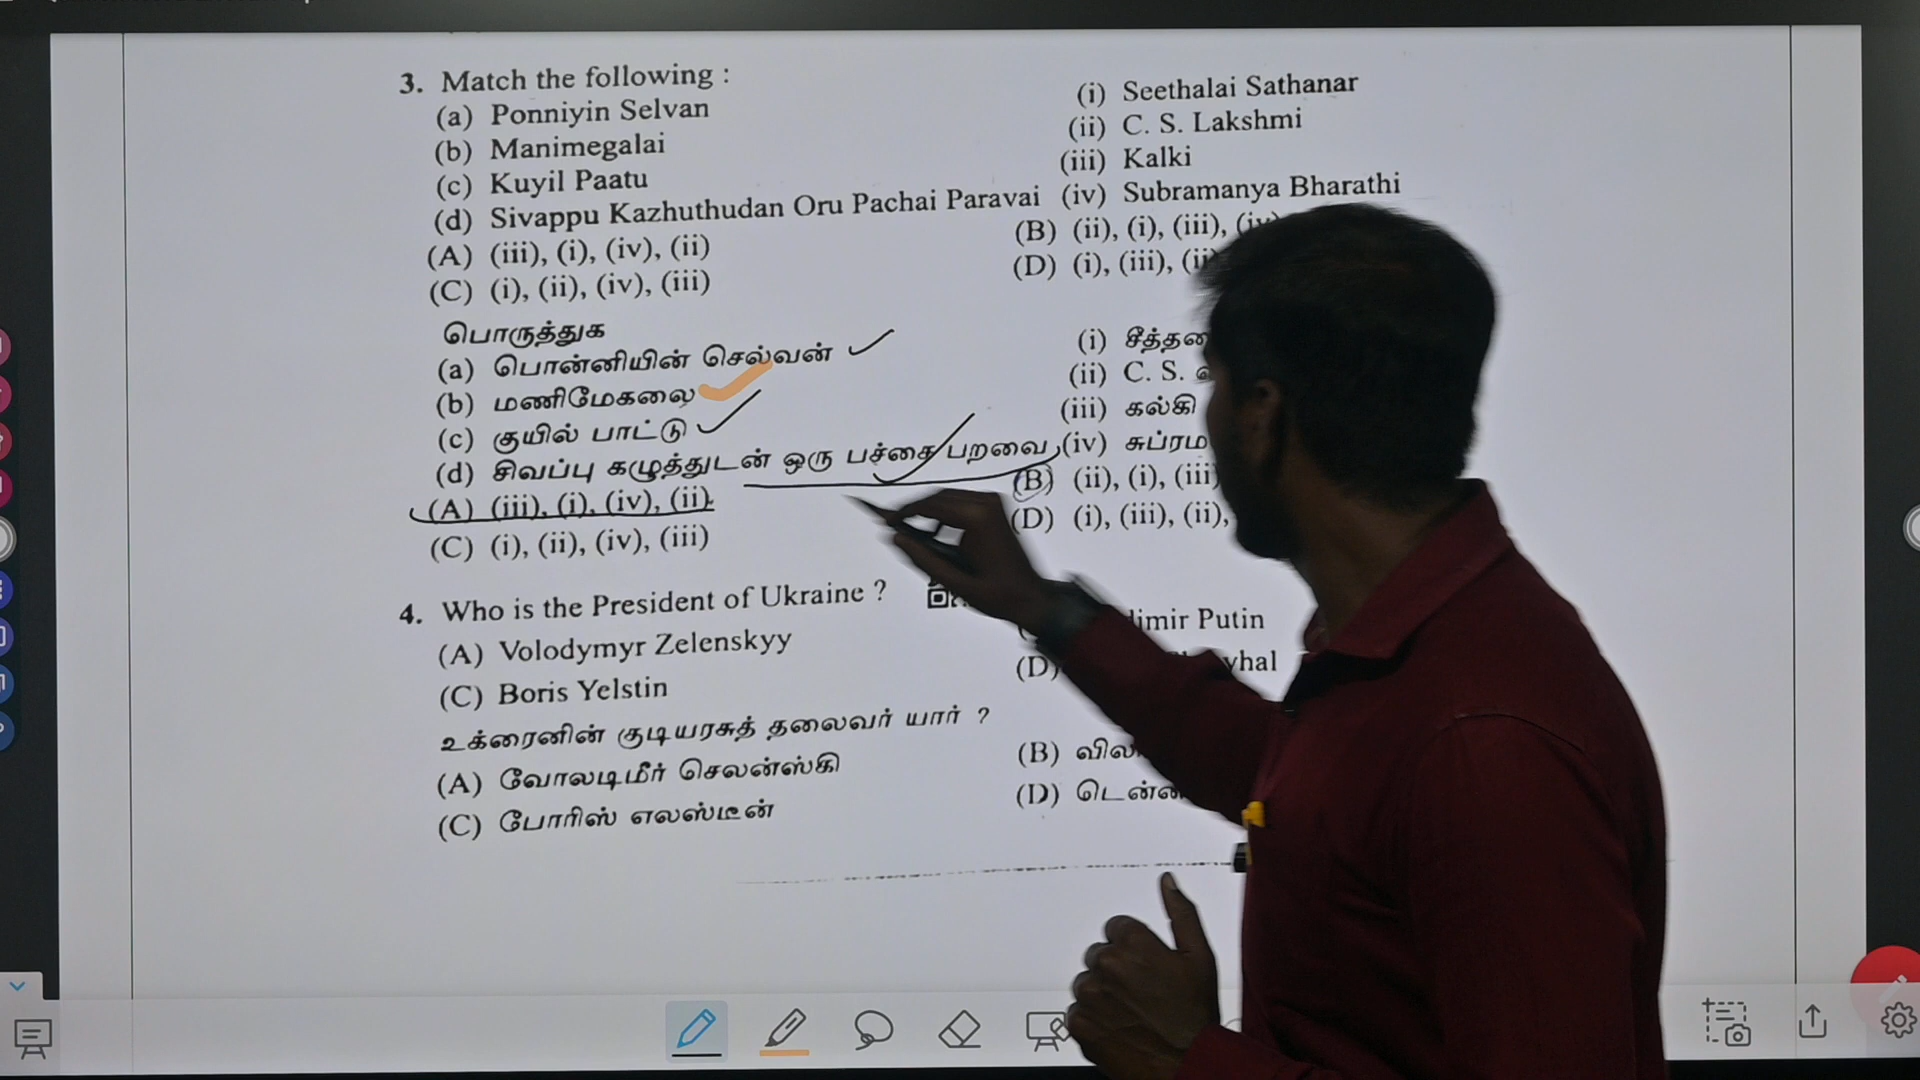 3. Match the following :
(a) Ponniyin Selvan (i) Seethalai Sathanar
(b) Manimegalai (ii) C. S. Lakshmi
(c) Kuyil Paatu (iii) Kalki
(d) Sivappu Kazhuthudan Oru Pachai Paravai (iv) Subramanya Bharathi
(A) (iii), (i), (iv), (ii) (B) (ii), (i), (iii), (iv)
(C) (i), (ii), (iv), (iii) (D) (i), (iii), (ii)
பொருத்துக
(a) பொன்னியின் செல்வன் (i)
(b) மணிமேகலை (ii) C. S.
(c) குயில் பாட்டு (iii) கல்கி
(d) சிவப்பு கழுத்துடன் ஒரு பச்சை பறவை (iv)
(A) (iii), (i), (iv), (ii) (B) (ii), (i), (iii)
(C) (i), (ii), (iv), (iii) (D) (i), (iii), (ii),
4. Who is the President of Ukraine ?
(A) Volodymyr Zelenskyy Putin
(C) Boris Yelstin (D)
உக்ரைனின் குடியரசுத் தலைவர் யார் ?
(A) வோலடிமீர் செலன்ஸ்கி (B)
(C) போரிஸ் எலஸ்டீன் (D)